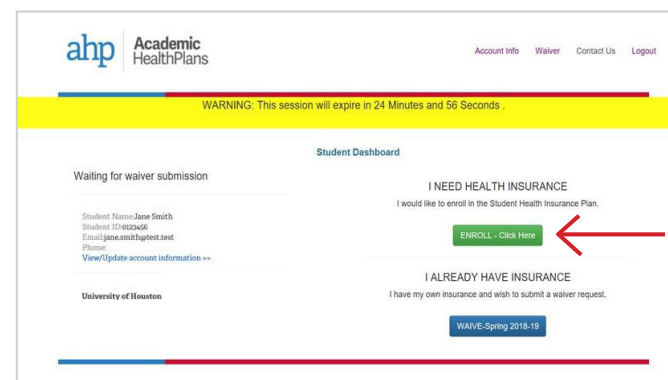 ahp Academic
HealthPlans
Account Info Waiver Contact Us Logout
WARNING: This session will expire in 24 Minutes and 56 Seconds .
Student Dashboard
Waiting for waiver submission
Student Name:Jane Smith
Student ID:0123456
Email:jane.smith@test.test
Phone:
View/Update account information >>
University of Houston
I NEED HEALTH INSURANCE
I would like to enroll in the Student Health Insurance Plan.
ENROLL - Click Here
I ALREADY HAVE INSURANCE
I have my own insurance and wish to submit a waiver request.
WAIVE-Spring 2018-19